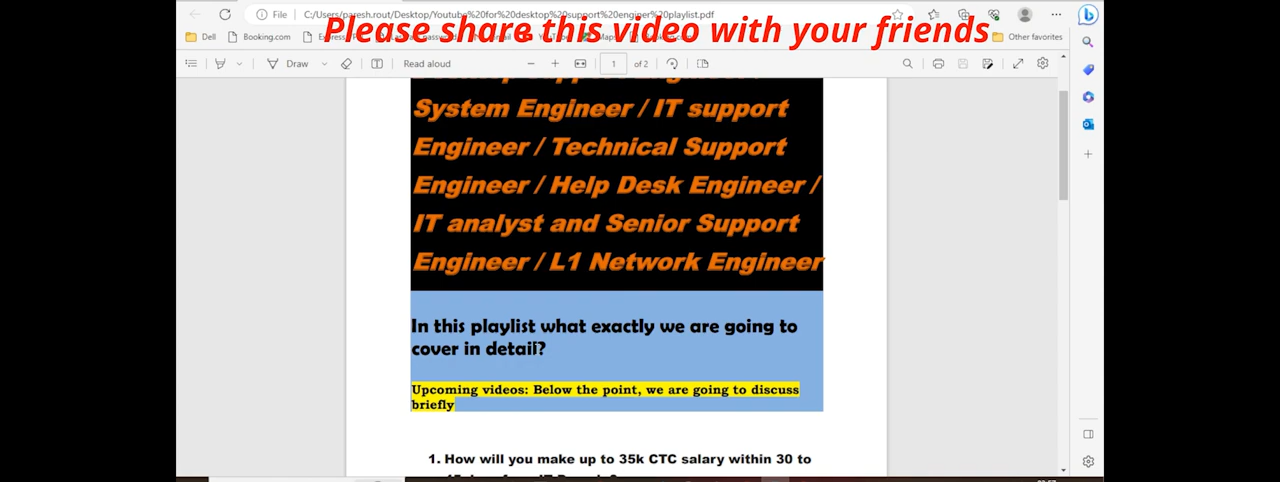 File
C:/Users/paresh.rout/Desktop/Youtube%20for%20desktop%20support%20enginer%20playlist.pdf
Please share this video with your friends
Dell
Booking.com
Other favorites
Draw
Read aloud
1
of 2
System Engineer / IT support
Engineer / Technical Support
Engineer / Help Desk Engineer /
IT analyst and Senior Support
Engineer / L1 Network Engineer
In this playlist what exactly we are going to
cover in detail?
Upcoming videos: Below the point, we are going to discuss
briefly
1. How will you make up to 35k CTC salary within 30 to